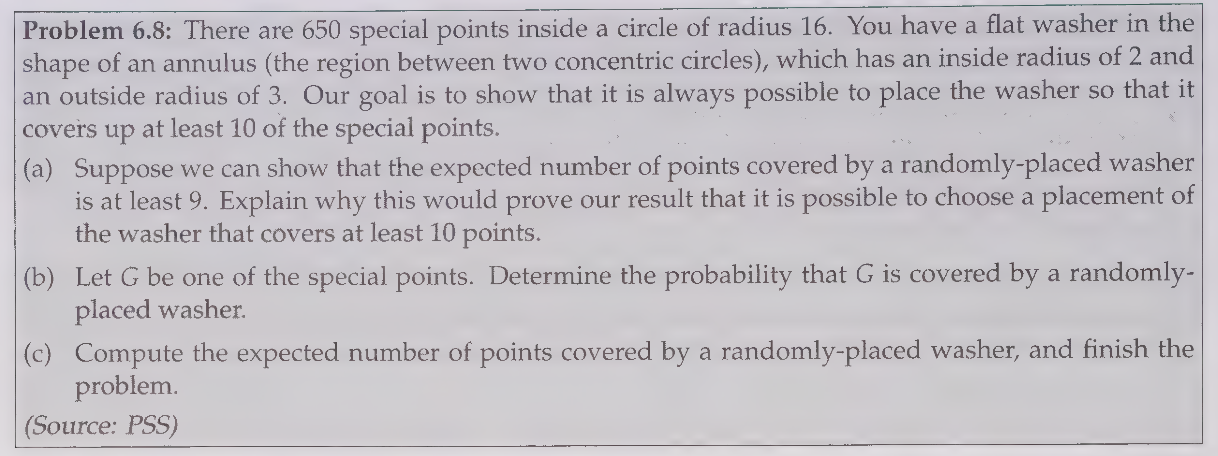 Problem 6.8: There are 650 special points inside a circle of radius 16. You have a flat washer in the
shape of an annulus (the region between two concentric circles), which has an inside radius of 2 and
an outside radius of 3. Our goal is to show that it is always possible to place the washer so that it
covers up at least 10 of the special points.
(a) Suppose we can show that the expected number of points covered by a randomly-placed washer
is at least 9. Explain why this would prove our result that it is possible to choose a placement of
the washer that covers at least 10 points.
(b) Let G be one of the special points. Determine the probability that G is covered by a randomly-
placed washer.
(c) Compute the expected number of points covered by a randomly-placed washer, and finish the
problem.
(Source: PSS)